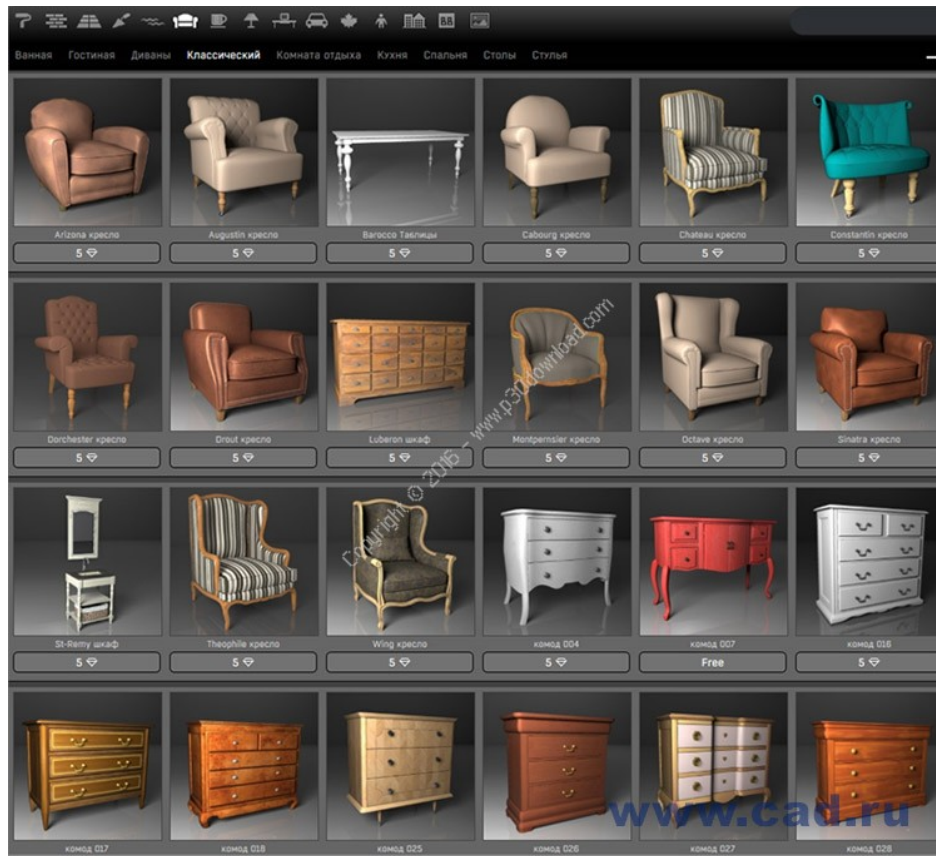 Ванная Гостиная Диваны Классический Комната отдыха Кухня Спальня Столы Стулья
Arizona кресло Augustin кресло Barocco Таблицы Cabourg кресло Chateau кресло Constantin кресло
5 5 5 5 5 5
Dorchester кресло Drout кресло Luberon шкаф Montpernsier кресло Octave кресло Sinatra кресло
5 5 5 5 5 5
Copyright © 2016 - www.p30download.com
St-Remy шкаф Theophile кресло Wing кресло комод 004 комод 007 комод 016
5 5 5 5 Free 5
www.cad.ru
комод 017 комод 018 комод 025 комод 026 комод 027 комод 028